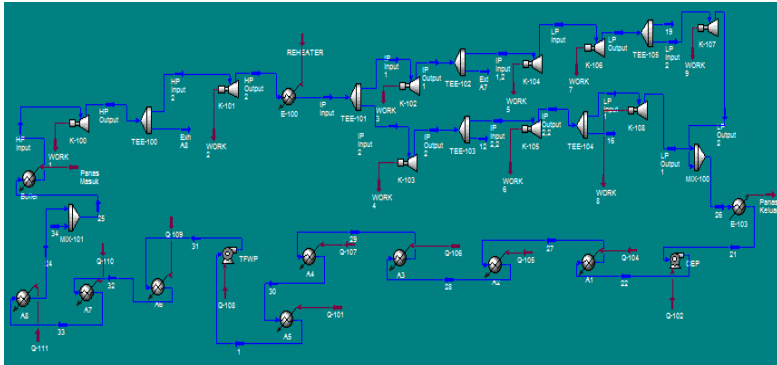 REHEATER
HP Input
K-100
WORK 1
HP Output
TEE-100
Exh A8
HP Input 2
K-101
WORK 2
HP Output 2
E-100
IP Input
TEE-101
IP Input 1
IP Input 2
K-102
WORK 3
IP Output 1
TEE-102
Ext A7
IP Input 1,2
K-103
WORK 4
IP Output 2
TEE-103
12
IP Input 2,2
K-104
WORK 5
LP Input
K-105
WORK 6
IP Output 2,2
TEE-104
16
K-106
WORK 7
LP Output
TEE-105
19
LP Input 2
K-107
WORK 9
LP Input 1
K-108
WORK 8
LP Output 1
LP Output 2
MIX-100
26
E-103
Panas Keluar
21
Panas Masuk
Boiler
25
34
MIX-101
24
A8
Q-111
33
A7
Q-110
32
A6
Q-109
31
TFWP
Q-108
1
A5
Q-101
30
A4
Q-107
29
A3
Q-106
28
A2
Q-105
27
A1
Q-104
22
CEP
Q-102